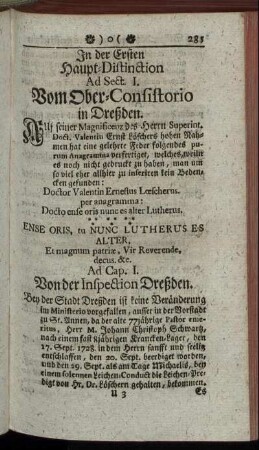 )o( 283
In der Ersten
Haupt-Distinction
Ad Sect. I.
Vom Ober-Consistorio
in Dreßden.
AUf seiner Magnificenz des Herrn Superint.
Doct. Valentin Ernst Löschers hohen Nah-
men hat eine gelehrte Feder folgendes pu-
rum Anagramma verfertiget, welches, weiln
es noch nicht gedruckt zu haben, man um
so viel eher allhier zu inseriren kein Beden-
cken gefunden:
Doctor Valentin Ernestus Lœscherus.
per anagramma:
Docto ense oris nunc es alter Lutherus.
ENSE ORIS, tu NUNC LUTHERUS ES
ALTER,
Et magnum patriæ, Vir Reverende,
decus. &c.
Ad Cap. I.
Von der Inspection Dreßden.
Bey der Stadt Dreßden ist keine Veränderung
im Ministerio vorgefallen, ausser in der Vorstadt
zu St. Annen, da der alte 77jährige Pastor eme-
ritus, Herr M. Johann Christoph Schwartz,
nach einem fast 8jährigen Krancken-Lager, den
17. Sept. 1728. in dem Herrn sanfft und seelig
entschlaffen, den 20. Sept. beerdiget worden,
und den 29. Sept. als am Tage Michaelis, bey
einem solennen Leichen-Conduct die Leichen-Pre-
digt von Hr. Dr. Löschern gehalten, bekommen.
U 3 Es